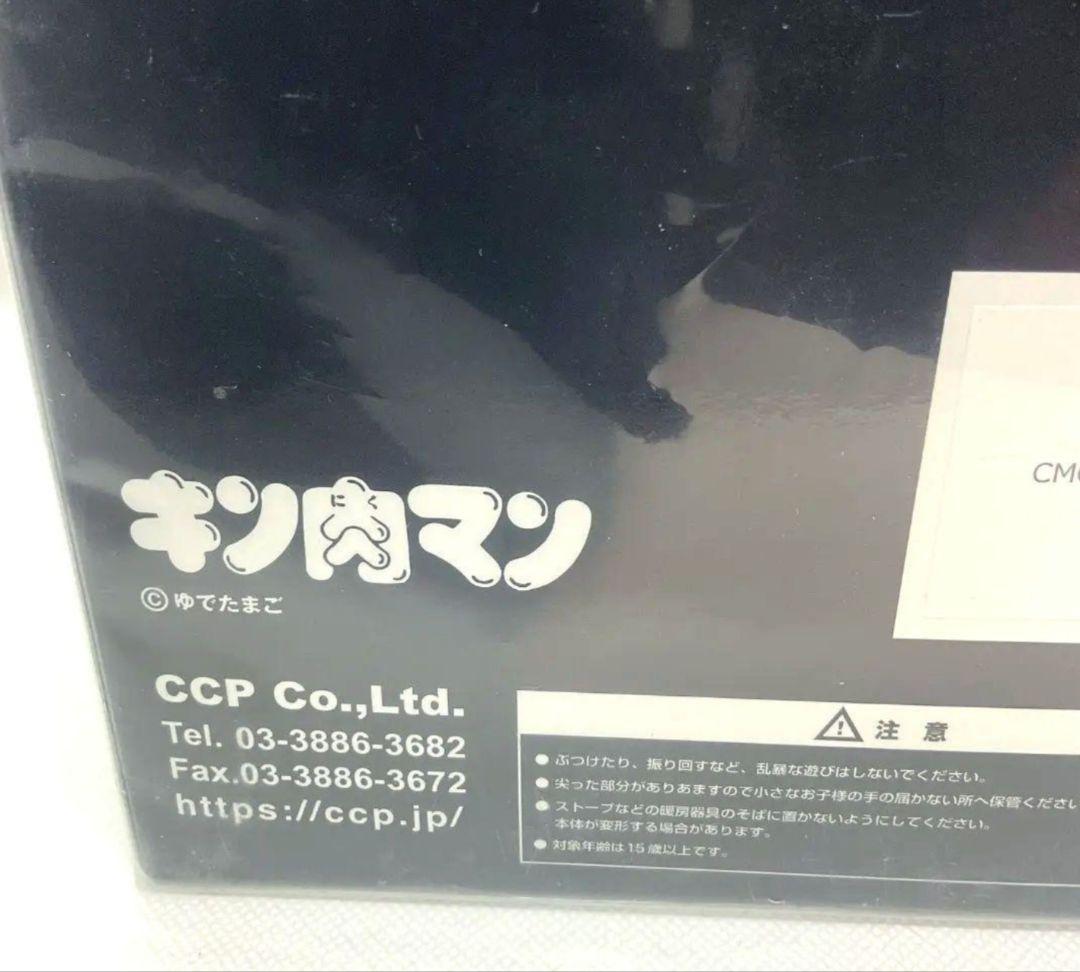 キン肉マン
にく
©ゆでたまご
CCP Co.,Ltd.
Tel. 03-3886-3682
Fax.03-3886-3672
https://ccp.jp/
CM
注 意
●ぶつけたり、振り回すなど、乱暴な遊びはしないでください。
●尖った部分がありあますので小さなお子様の手の届かない所へ保管ください
●ストーブなどの暖房器具のそばに置かないようにしてください。
本体が変形する場合があります。
●対象年齢は15歳以上です。